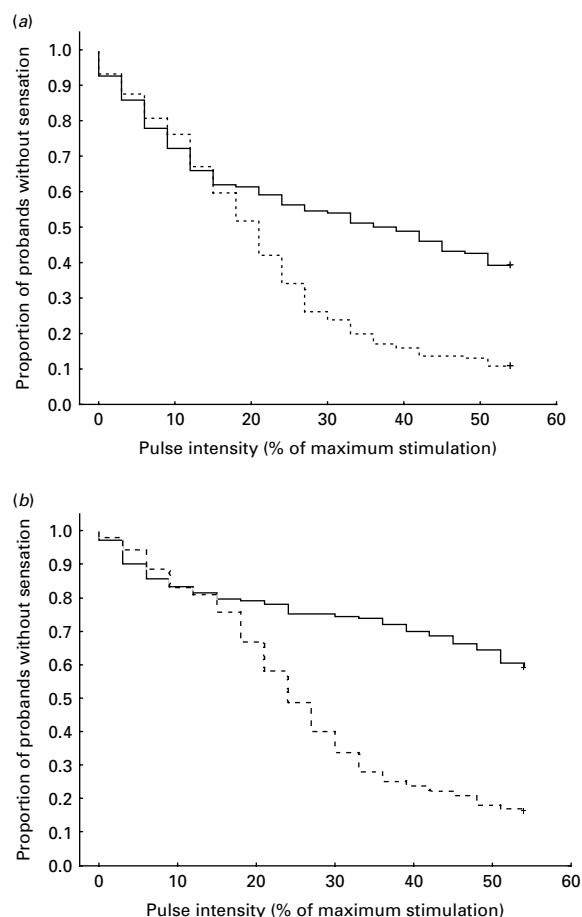 (a)
Proportion of probands without sensation
1.0
0.9
0.8
0.7
0.6
0.5
0.4
0.3
0.2
0.1
0.0
0 10 20 30 40 50 60
Pulse intensity (% of maximum stimulation)
(b)
Proportion of probands without sensation
1.0
0.9
0.8
0.7
0.6
0.5
0.4
0.3
0.2
0.1
0.0
0 10 20 30 40 50 60
Pulse intensity (% of maximum stimulation)